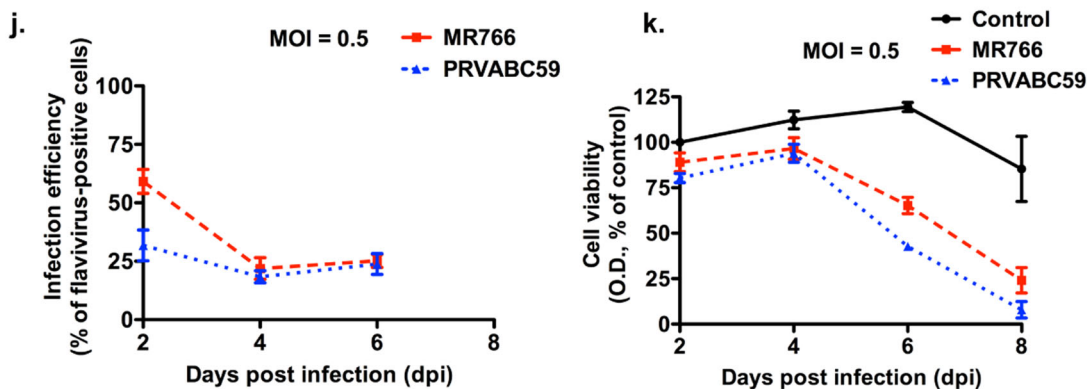 j.
MOI = 0.5
MR766
PRVABC59
Infection efficiency
(% of flavivirus-positive cells)
100
75
50
25
0
2 4 6 8
Days post infection (dpi)
k.
MOI = 0.5
Control
MR766
PRVABC59
Cell viability
(O.D., % of control)
125
100
75
50
25
0
2 4 6 8
Days post infection (dpi)